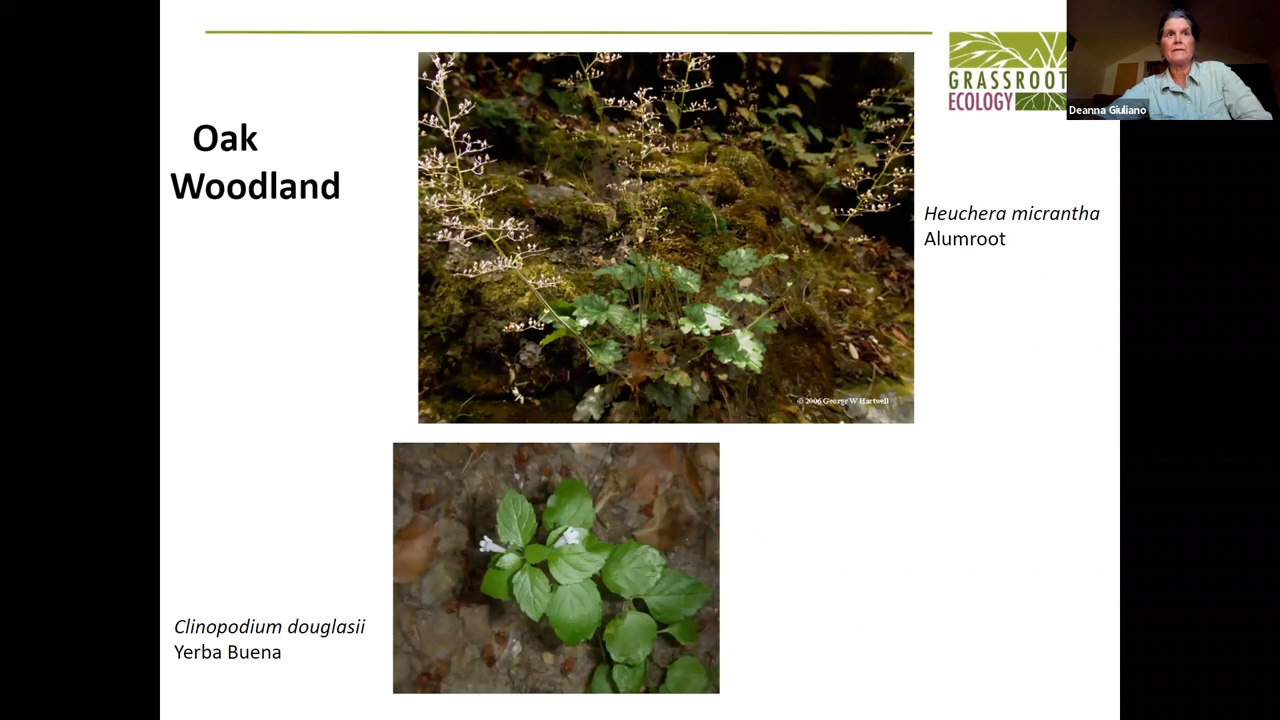 Oak
Woodland
GRASSROOT
ECOLOGY
Deanna Giuliano
Heuchera micrantha
Alumroot
© 2006 George W Hartwell
Clinopodium douglasii
Yerba Buena